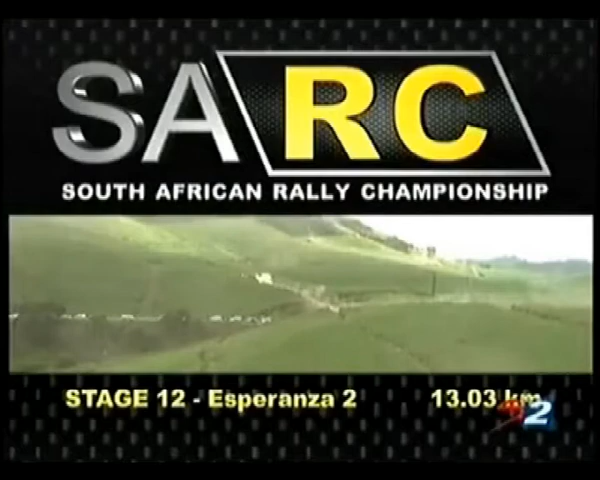 SARC
SOUTH AFRICAN RALLY CHAMPIONSHIP
STAGE 12 - Esperanza 2 13.03 km
2